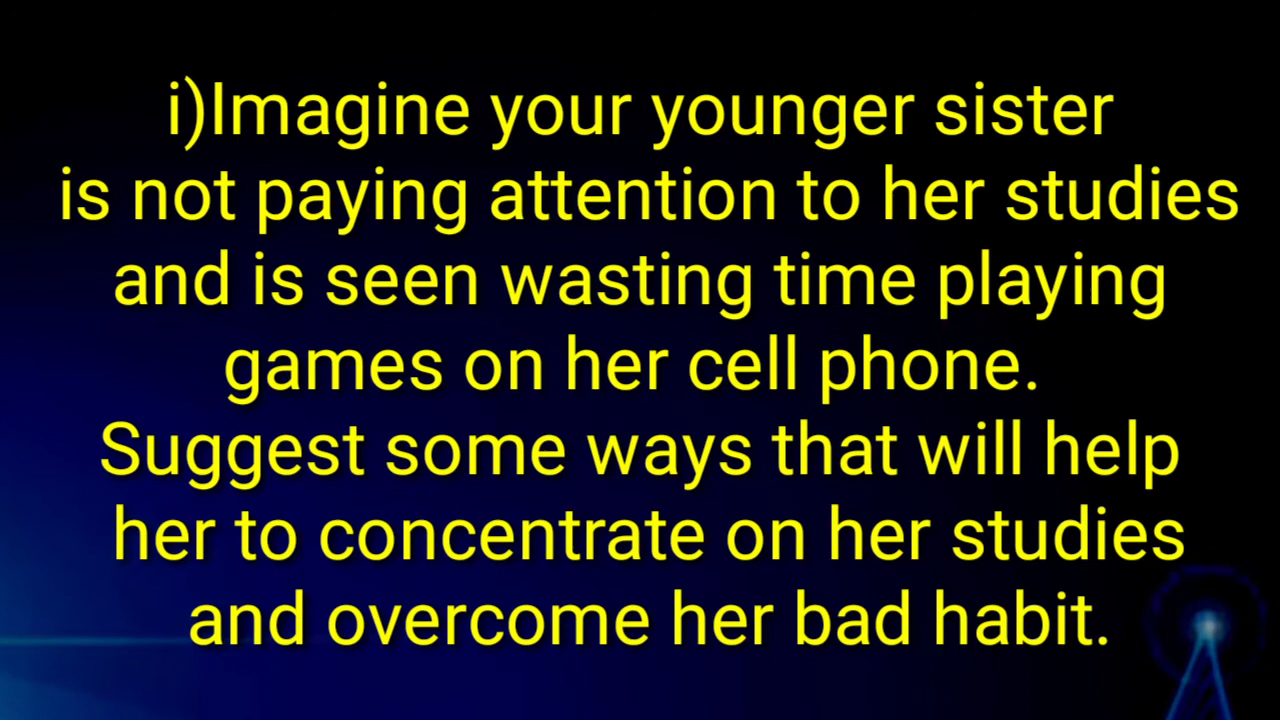 i)Imagine your younger sister
is not paying attention to her studies
and is seen wasting time playing
games on her cell phone.
Suggest some ways that will help
her to concentrate on her studies
and overcome her bad habit.